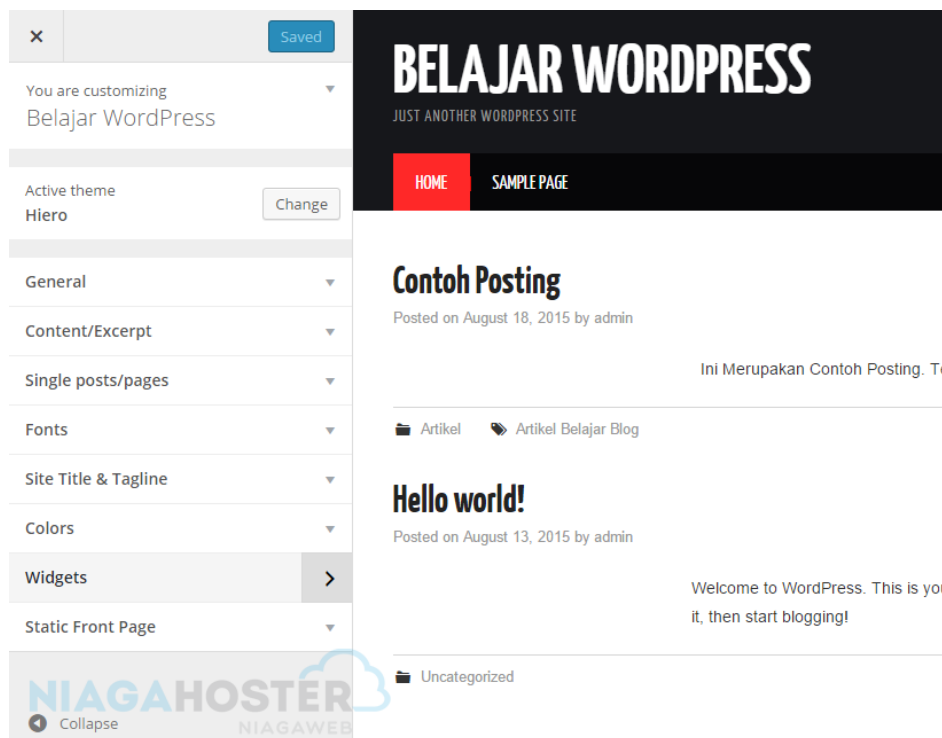 Saved
You are customizing
Belajar WordPress
Active theme
Hiero
Change
General
Content/Excerpt
Single posts/pages
Fonts
Site Title & Tagline
Colors
Widgets
Static Front Page
NIAGAHOSTER
NIAGAWEB
Collapse
BELAJAR WORDPRESS
JUST ANOTHER WORDPRESS SITE
HOME
SAMPLE PAGE
Contoh Posting
Posted on August 18, 2015 by admin
Ini Merupakan Contoh Posting.
Artikel
Artikel Belajar Blog
Hello world!
Posted on August 13, 2015 by admin
Welcome to WordPress. This is
it, then start blogging!
Uncategorized